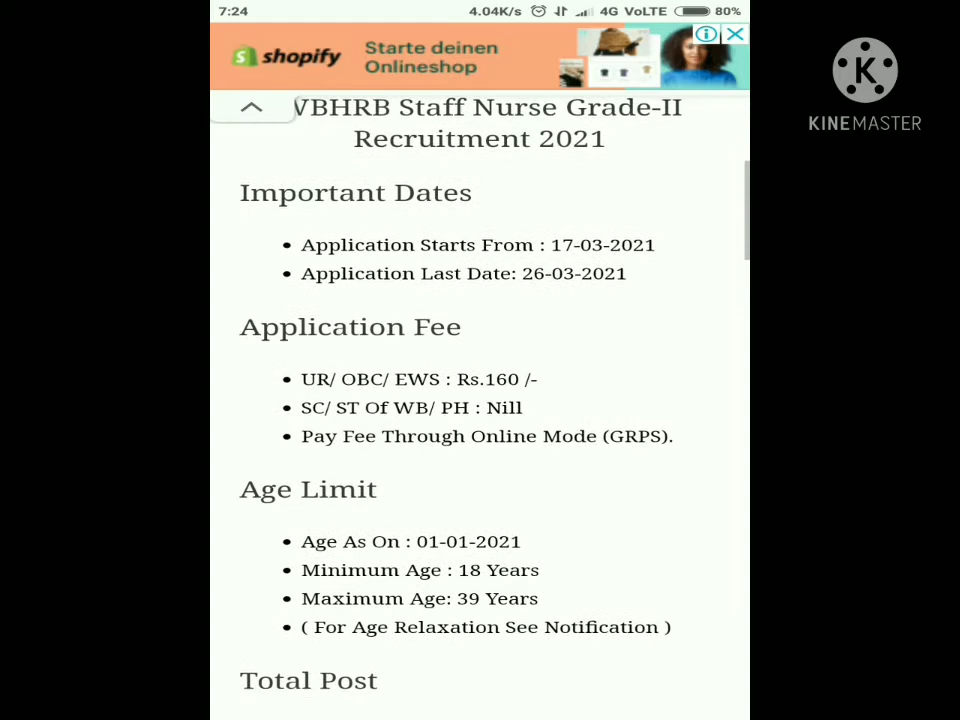 7:24 4.04K/s 4G VoLTE 80%
shopify
Starte deinen
Onlineshop
VBHRB Staff Nurse Grade-II
Recruitment 2021
Important Dates
• Application Starts From : 17-03-2021
• Application Last Date: 26-03-2021
Application Fee
• UR/ OBC/ EWS : Rs.160 /-
• SC/ ST Of WB/ PH : Nill
• Pay Fee Through Online Mode (GRPS).
Age Limit
• Age As On : 01-01-2021
• Minimum Age : 18 Years
• Maximum Age: 39 Years
• ( For Age Relaxation See Notification )
Total Post
K
KINEMASTER